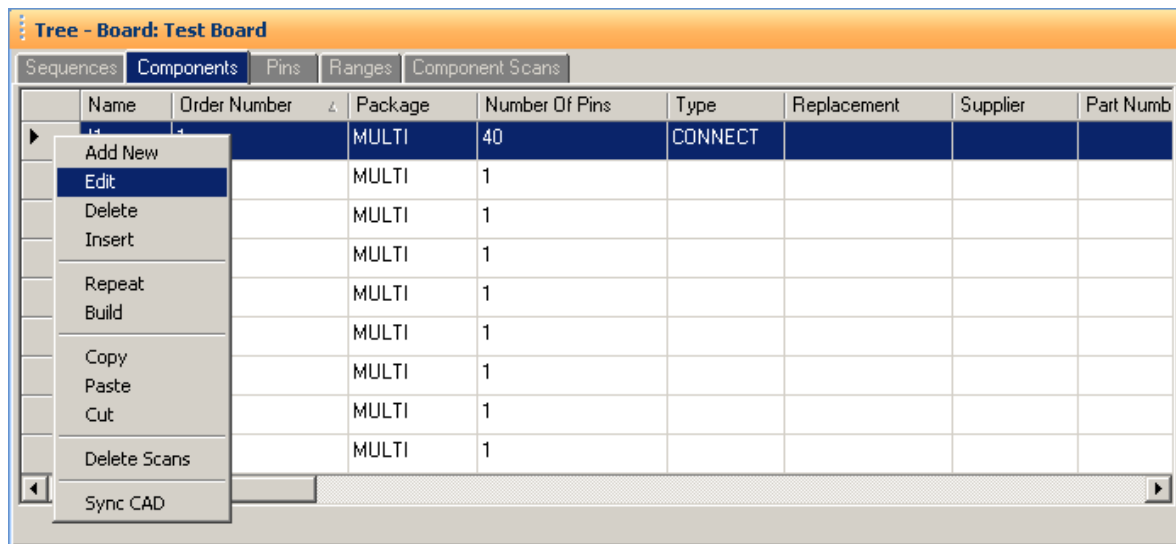 Tree - Board: Test Board
Sequences Components Pins Ranges Component Scans
Name Order Number Package Number Of Pins Type Replacement Supplier Part Numb
MULTI 40 CONNECT
Add New
Edit MULTI 1
Delete MULTI 1
Insert
MULTI 1
Repeat MULTI 1
Build
MULTI 1
Copy MULTI 1
Paste
Cut MULTI 1
Delete Scans MULTI 1
Sync CAD